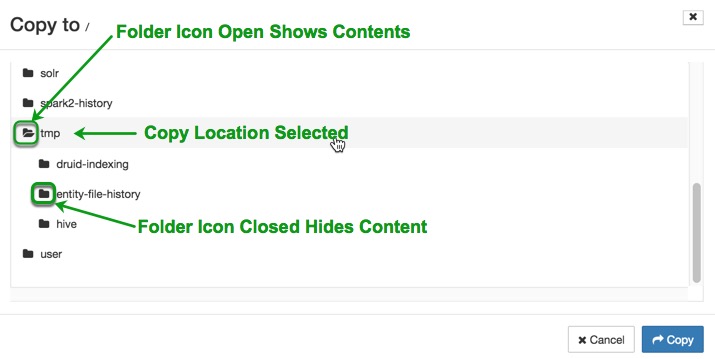 Copy to /
Folder Icon Open Shows Contents
solr
spark2-history
tmp
Copy Location Selected
druid-indexing
entity-file-history
Folder Icon Closed Hides Content
hive
user
Cancel
Copy